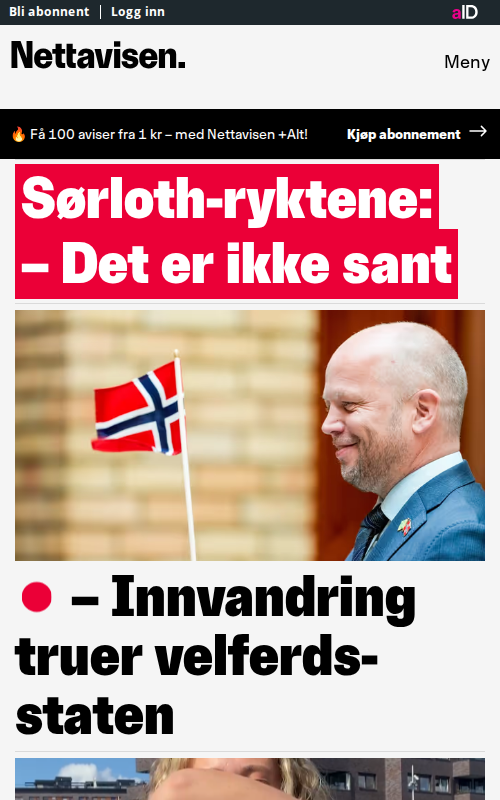 Bli abonnent | Logg inn
aID
Nettavisen.
Meny
🔥 Få 100 aviser fra 1 kr – med Nettavisen +Alt!
Kjøp abonnement →
Sørloth-ryktene:
– Det er ikke sant
– Innvandring
truer velferds-
staten